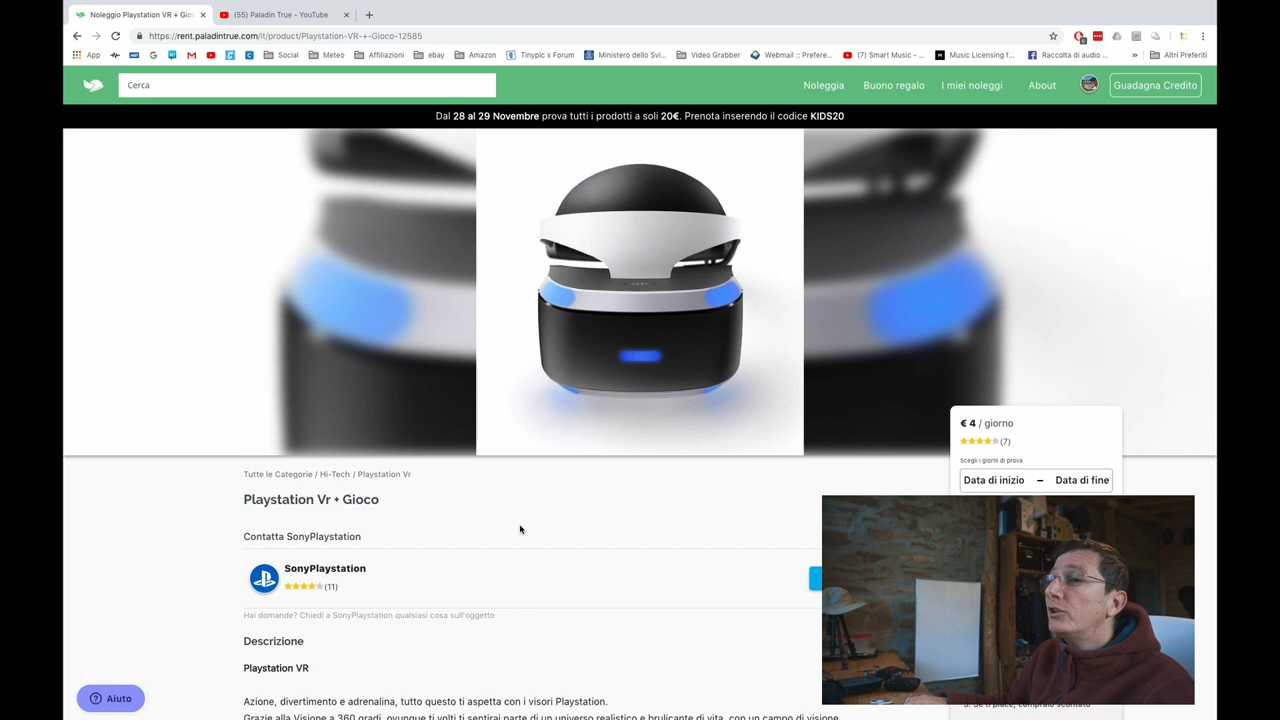 Noleggio Playstation VR + Gioc
(55) Paladin True - YouTube
https://rent.paladintrue.com/it/product/Playstation-VR-+-Gioco-12585
App
Social
Meteo
Affiliazioni
ebay
Amazon
Tinypic x Forum
Ministero dello Svi...
Video Grabber
Webmail :: Prefere...
(7) Smart Music - ...
Music Licensing f...
Raccolta di audio ...
Altri Preferiti
Cerca
Noleggia
Buono regalo
I miei noleggi
About
Guadagna Credito
Dal 28 al 29 Novembre prova tutti i prodotti a soli 20€. Prenota inserendo il codice KIDS20
€ 4 / giorno
(7)
Scegli i giorni di prova
Data di inizio – Data di fine
Tutte le Categorie / Hi-Tech / Playstation Vr
Playstation Vr + Gioco
Contatta SonyPlaystation
SonyPlaystation
(11)
Hai domande? Chiedi a SonyPlaystation qualsiasi cosa sull'oggetto
Descrizione
Playstation VR
Aiuto
Azione, divertimento e adrenalina, tutto questo ti aspetta con i visori Playstation.
Grazie alla Visione a 360 gradi, ovunque ti volti ti sentirai parte di un universo realistico e brulicante di vita, con un campo di visione